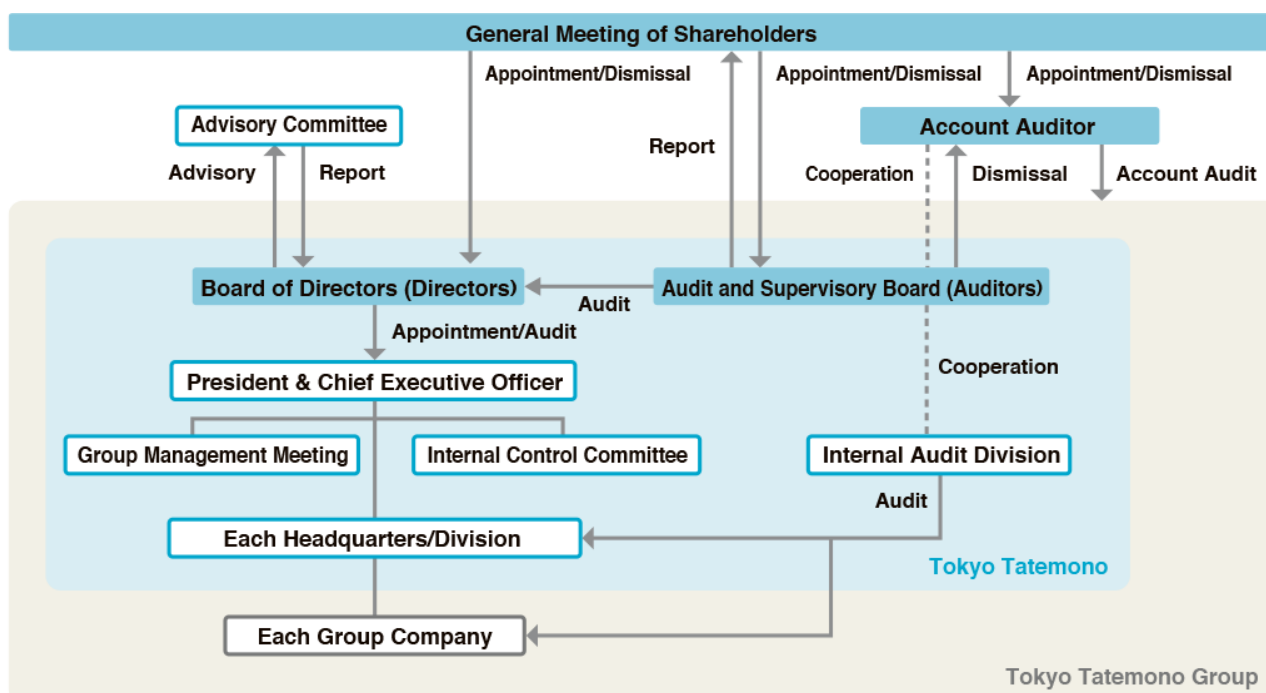 General Meeting of Shareholders
Appointment/Dismissal
Appointment/Dismissal
Appointment/Dismissal
Advisory Committee
Account Auditor
Report
Advisory
Report
Cooperation
Dismissal
Account Audit
Board of Directors (Directors)
Audit and Supervisory Board (Auditors)
Audit
Appointment/Audit
Cooperation
President & Chief Executive Officer
Group Management Meeting
Internal Control Committee
Internal Audit Division
Audit
Each Headquarters/Division
Tokyo Tatemono
Each Group Company
Tokyo Tatemono Group